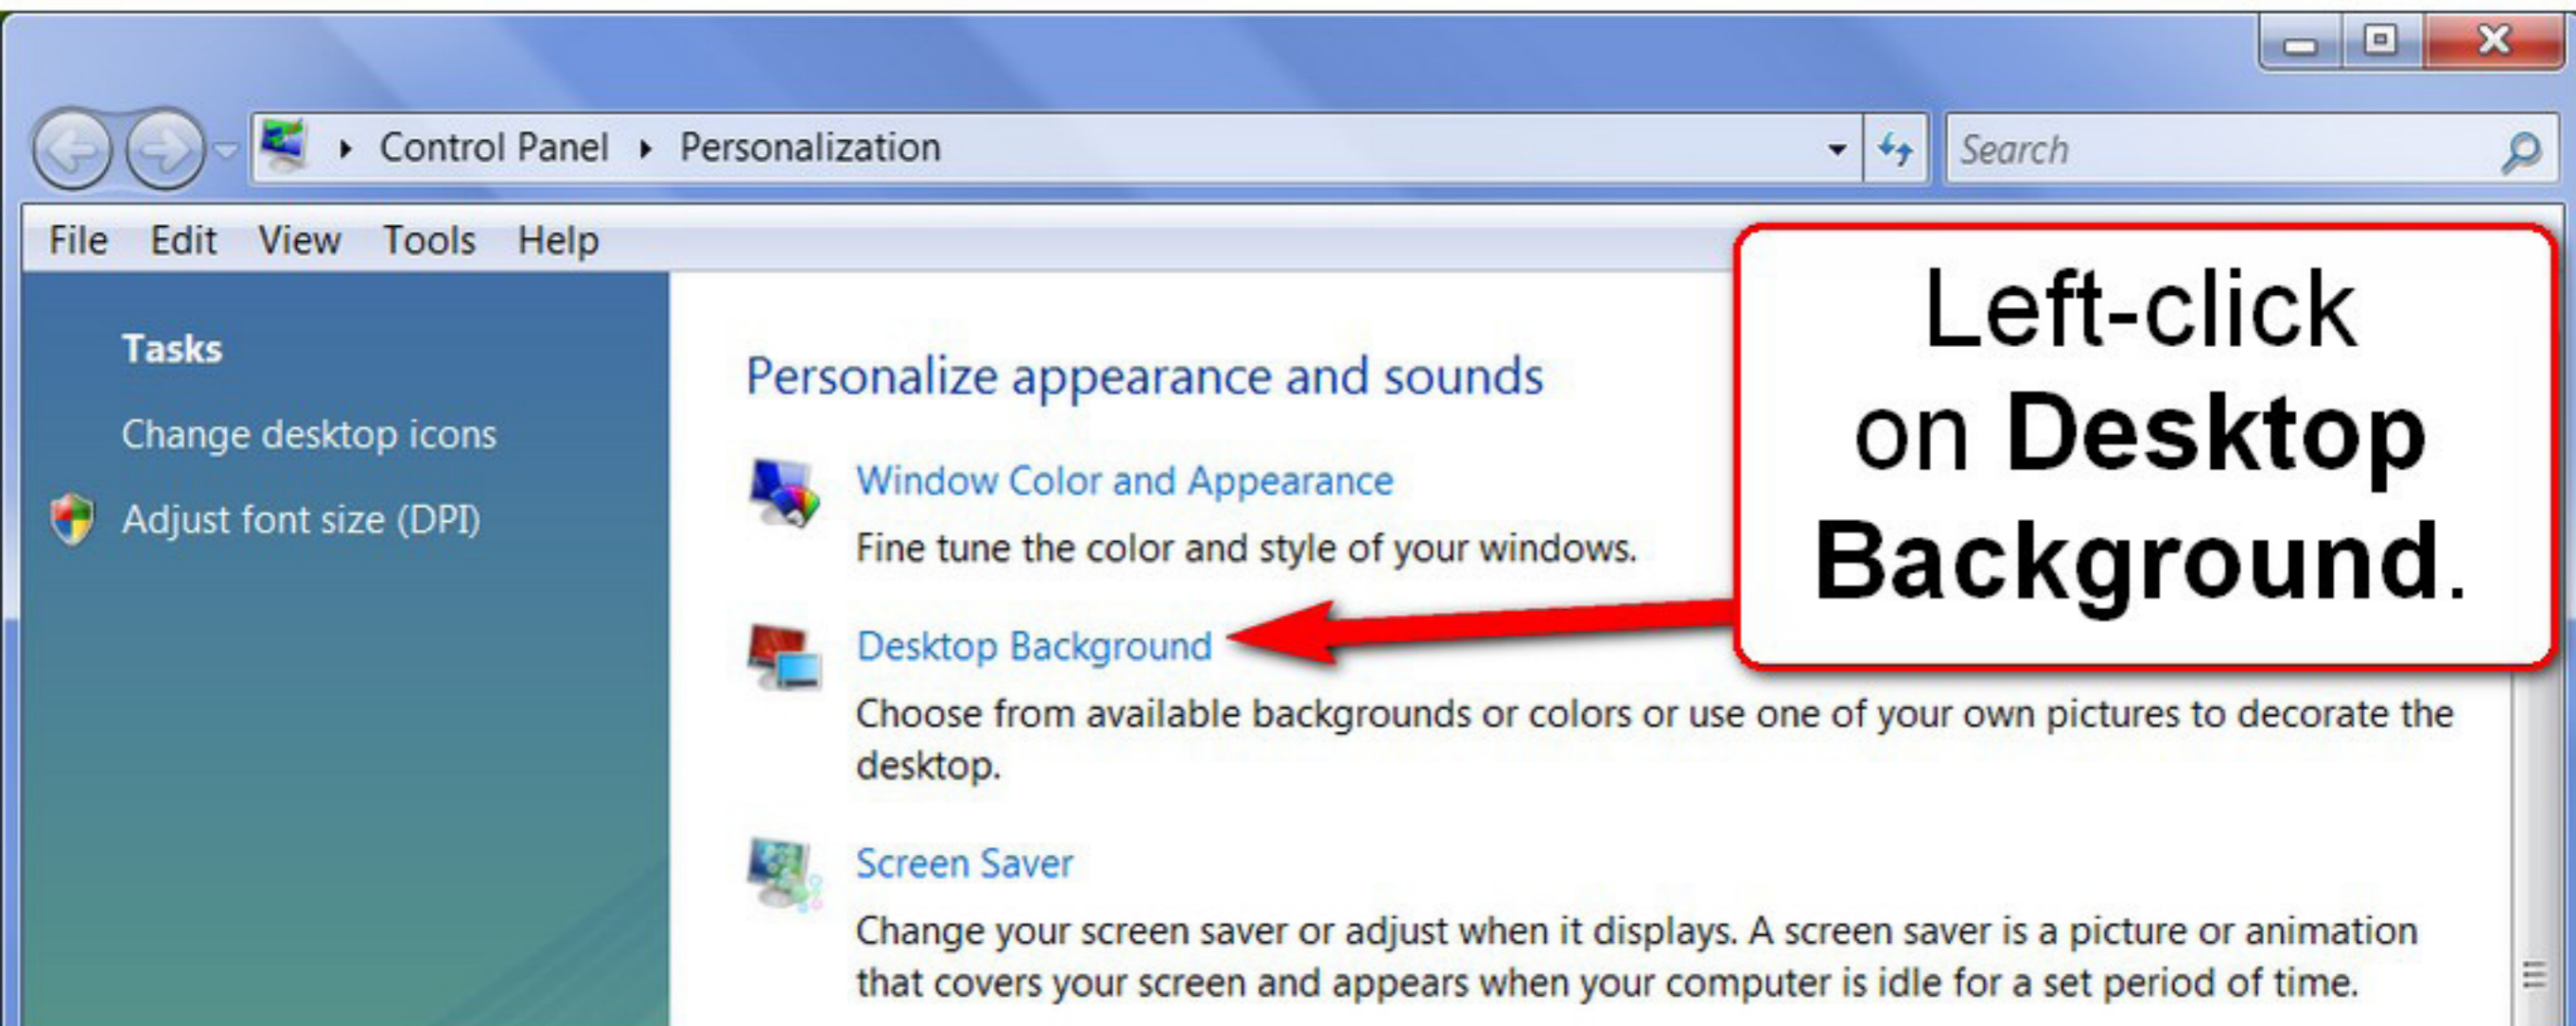 Control Panel Personalization
Search
File Edit View Tools Help
Tasks
Change desktop icons
Adjust font size (DPI)
Personalize appearance and sounds
Window Color and Appearance
Fine tune the color and style of your windows.
Desktop Background
Choose from available backgrounds or colors or use one of your own pictures to decorate the
desktop.
Screen Saver
Change your screen saver or adjust when it displays. A screen saver is a picture or animation
that covers your screen and appears when your computer is idle for a set period of time.
Left-click
on Desktop
Background.